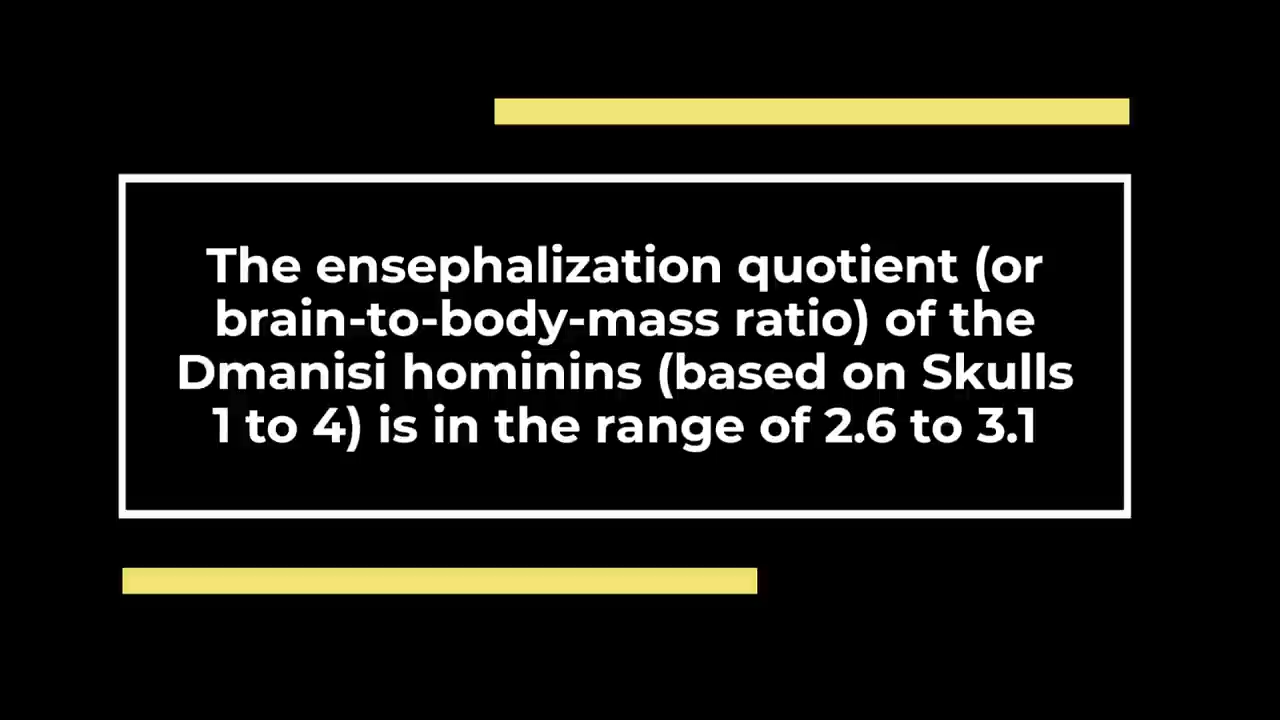 The ensephalization quotient (or
brain-to-body-mass ratio) of the
Dmanisi hominins (based on Skulls
1 to 4) is in the range of 2.6 to 3.1